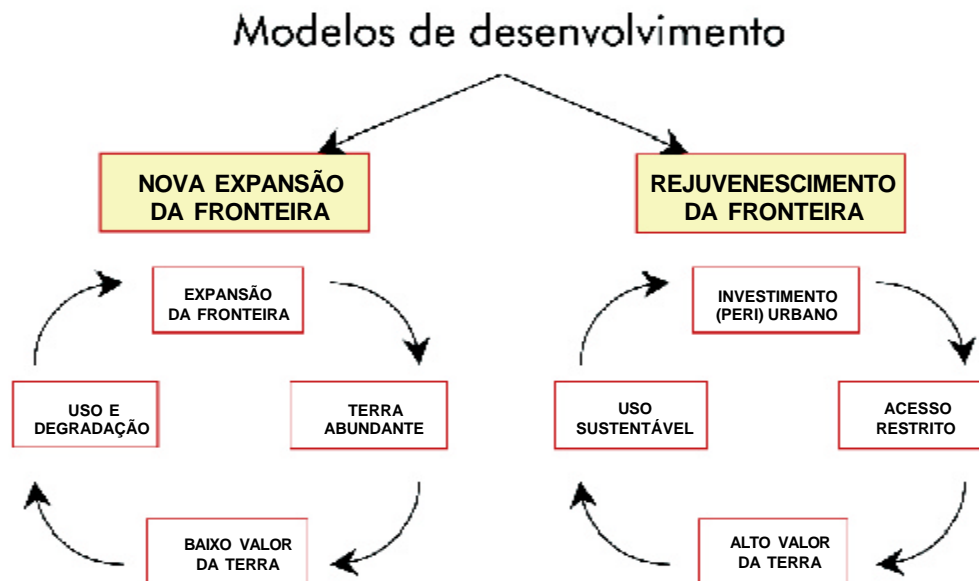 Modelos de desenvolvimento
NOVA EXPANSÃO
DA FRONTEIRA
EXPANSÃO
DA FRONTEIRA
TERRA
ABUNDANTE
BAIXO VALOR
DA TERRA
USO E
DEGRADAÇÃO
REJUVENESCIMENTO
DA FRONTEIRA
INVESTIMENTO
(PERI) URBANO
ACESSO
RESTRITO
ALTO VALOR
DA TERRA
USO
SUSTENTÁVEL